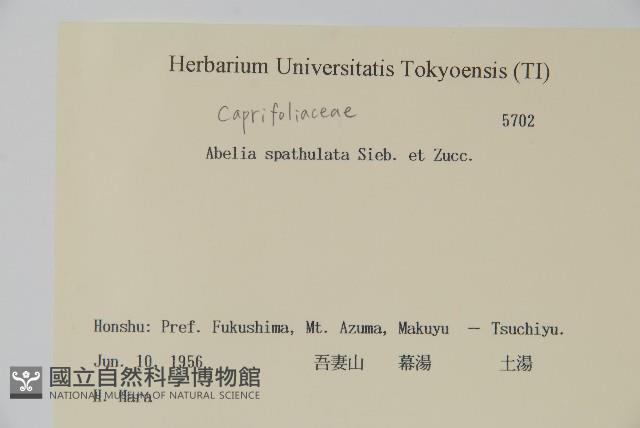 Herbarium Universitatis Tokyoensis (TI)
Caprifoliaceae 5702
Abelia spathulata Sieb. et Zucc.
Honshu: Pref. Fukushima, Mt. Azuma, Makuyu — Tsuchiyu.
Jun. 10, 1956 吾妻山 幕湯 土湯
國立自然科學博物館
NATIONAL MUSEUM OF NATURAL SCIENCE
H. Hara